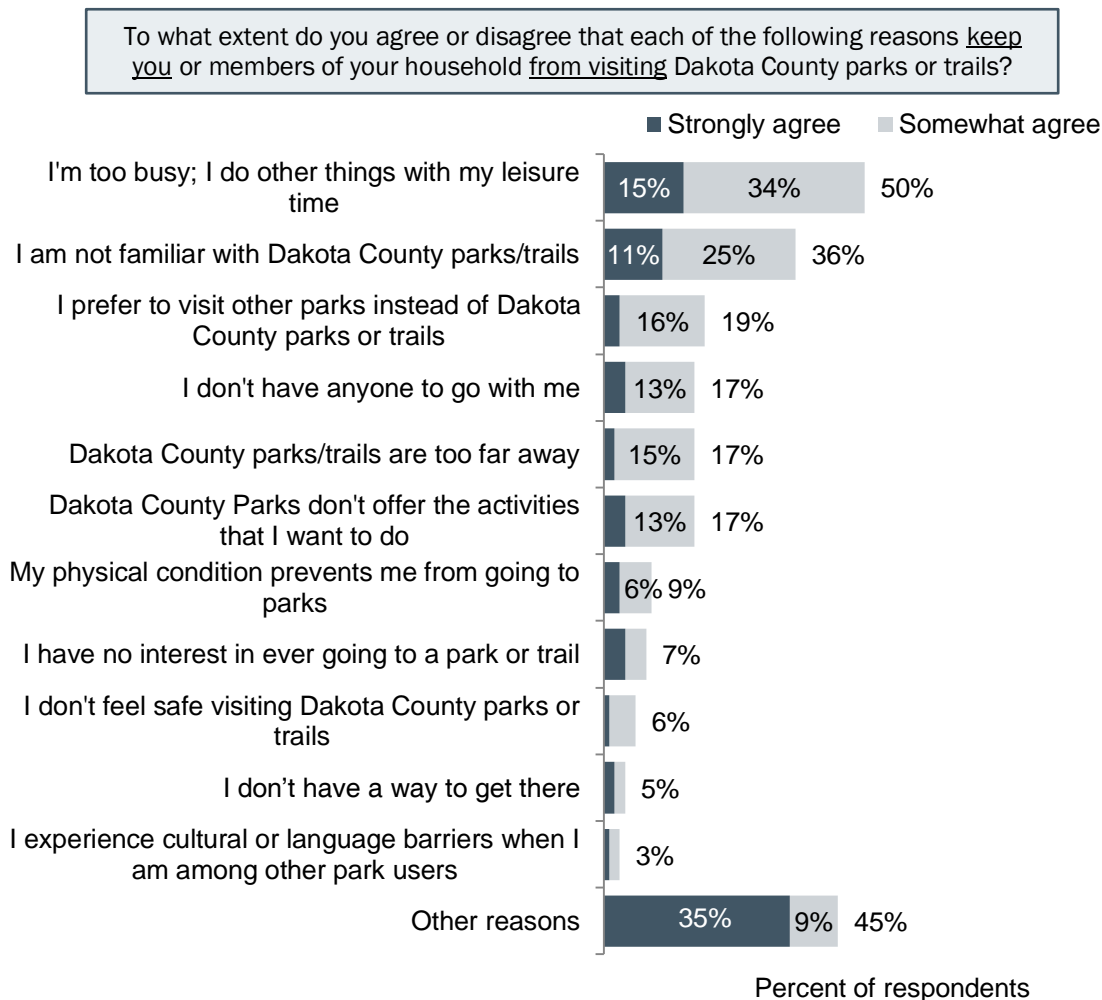 To what extent do you agree or disagree that each of the following reasons keep
you or members of your household from visiting Dakota County parks or trails?
Strongly agree Somewhat agree
I'm too busy; I do other things with my leisure
time
15% 34% 50%
I am not familiar with Dakota County parks/trails
11% 25% 36%
I prefer to visit other parks instead of Dakota
County parks or trails
16% 19%
I don't have anyone to go with me
13% 17%
Dakota County parks/trails are too far away
15% 17%
Dakota County Parks don't offer the activities
that I want to do
13% 17%
My physical condition prevents me from going to
parks
6% 9%
I have no interest in ever going to a park or trail
7%
I don't feel safe visiting Dakota County parks or
trails
6%
I don’t have a way to get there
5%
I experience cultural or language barriers when I
am among other park users
3%
Other reasons
35% 9% 45%
Percent of respondents